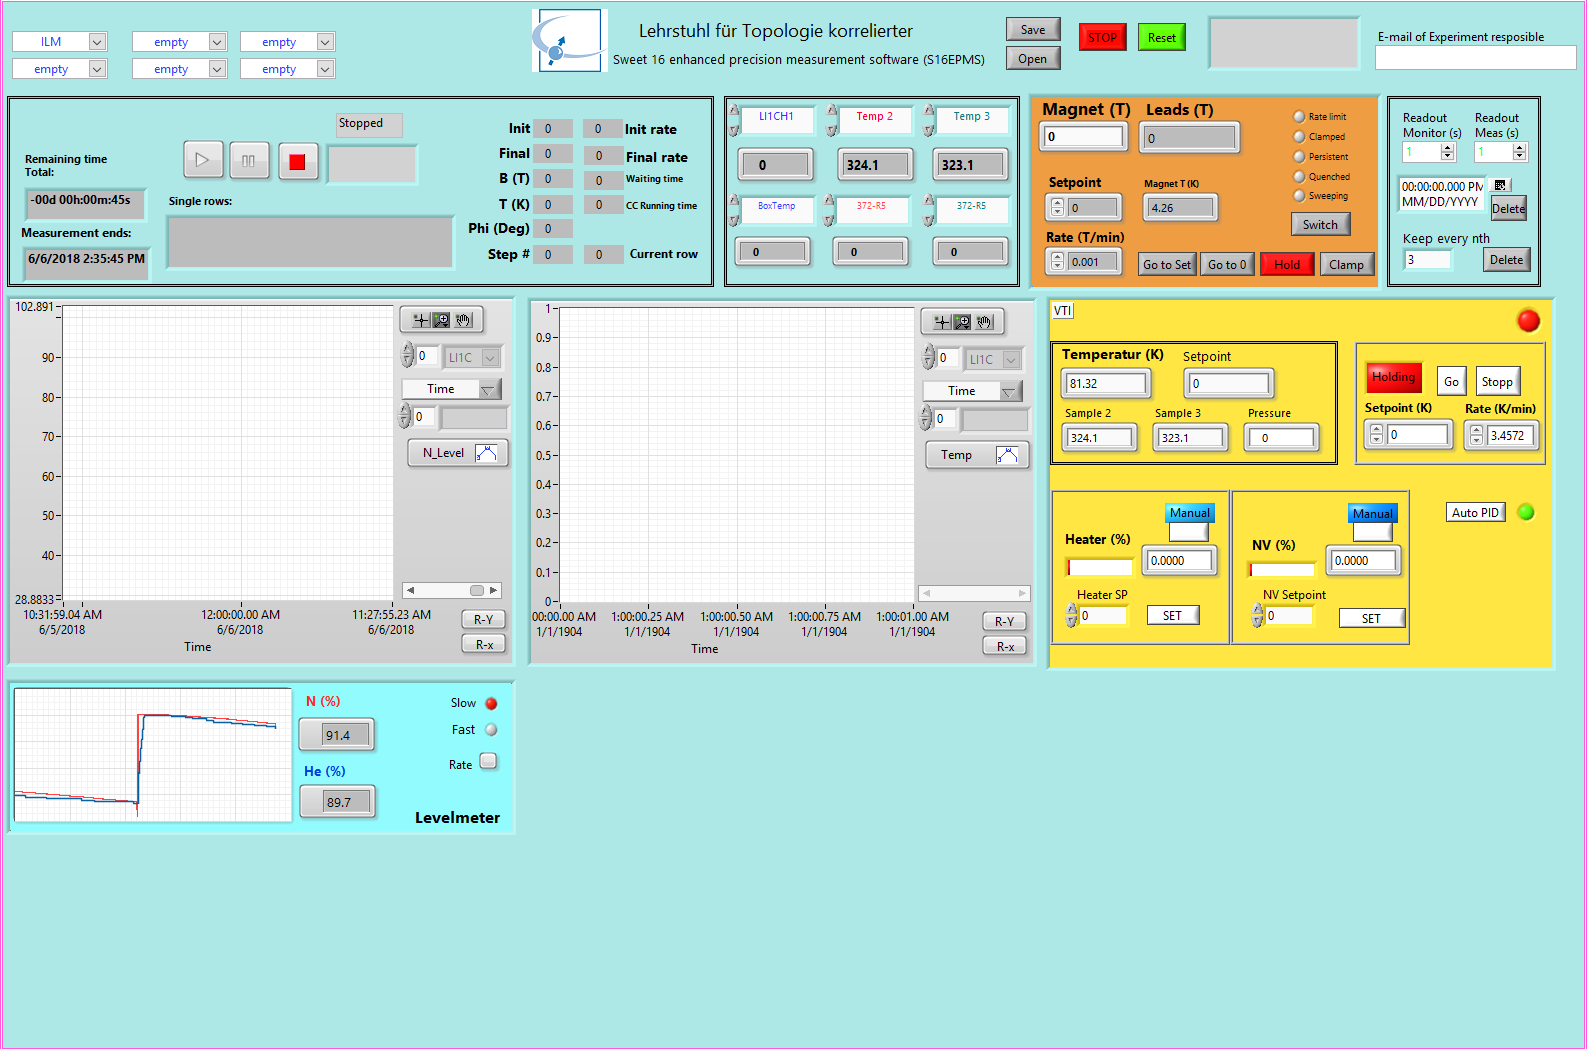 ILM empty empty
empty empty empty
Lehrstuhl für Topologie korrelierter
Sweet 16 enhanced precision measurement software (S16EPMS)
Save
Open
STOP
Reset
E-mail of Experiment resposible
Remaining time
Total:
-00d 00h:00m:45s
Measurement ends:
6/6/2018 2:35:45 PM
Stopped
Single rows:
Init 0 0 Init rate
Final 0 0 Final rate
B (T) 0 0 Waiting time
T (K) 0 0 CC Running time
Phi (Deg) 0
Step # 0 0 Current row
LI1CH1 Temp 2 Temp 3
0 324.1 323.1
BoxTemp 372-R5 372-R5
0 0 0
Magnet (T) Leads (T)
0 0
Setpoint
0
Magnet T (K)
4.26
Rate (T/min)
0.001
Rate limit
Clamped
Persistent
Quenched
Sweeping
Switch
Go to Set Go to 0 Hold Clamp
Readout
Monitor (s)
1
Readout
Meas (s)
1
00:00:00.000 PM
MM/DD/YYYY
Delete
Keep every nth
3
Delete
102.891
90
80
70
60
50
40
28.8833
10:31:59.04 AM 12:00:00.00 AM 11:27:55.23 AM
6/5/2018 6/6/2018 6/6/2018
Time
0 LI1C
Time
0
N_Level
R-Y
R-x
1
0.9
0.8
0.7
0.6
0.5
0.4
0.3
0.2
0.1
0
00:00.00 AM 1:00:00.25 AM 1:00:00.50 AM 1:00:00.75 AM 1:00:01.00 AM
1/1/1904 1/1/1904 1/1/1904 1/1/1904 1/1/1904
Time
0 LI1C
Time
0
Temp
R-Y
R-x
VTI
Temperatur (K) Setpoint
81.32 0
Sample 2 Sample 3 Pressure
324.1 323.1 0
Holding Go Stopp
Setpoint (K) Rate (K/min)
0 3.4572
Manual
Heater (%)
0.0000
Heater SP
0 SET
Manual
NV (%)
0.0000
NV Setpoint
0 SET
Auto PID
N (%)
91.4
He (%)
89.7
Slow
Fast
Rate
Levelmeter